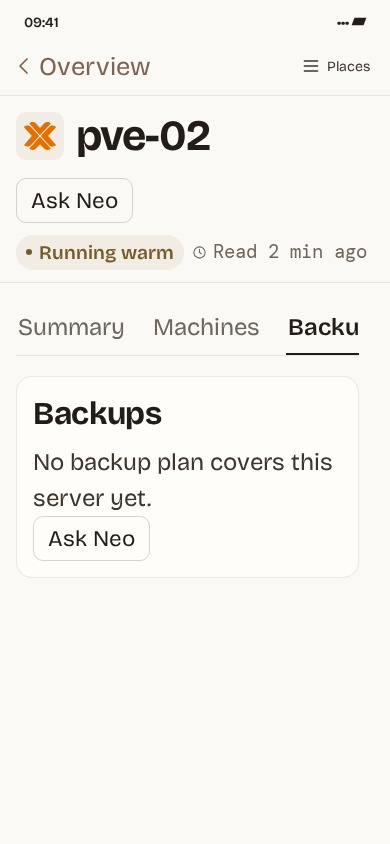 09:41
Overview
Places
pve-02
Ask Neo
Running warm
Read 2 min ago
Summary Machines Backu
Backups
No backup plan covers this
server yet.
Ask Neo